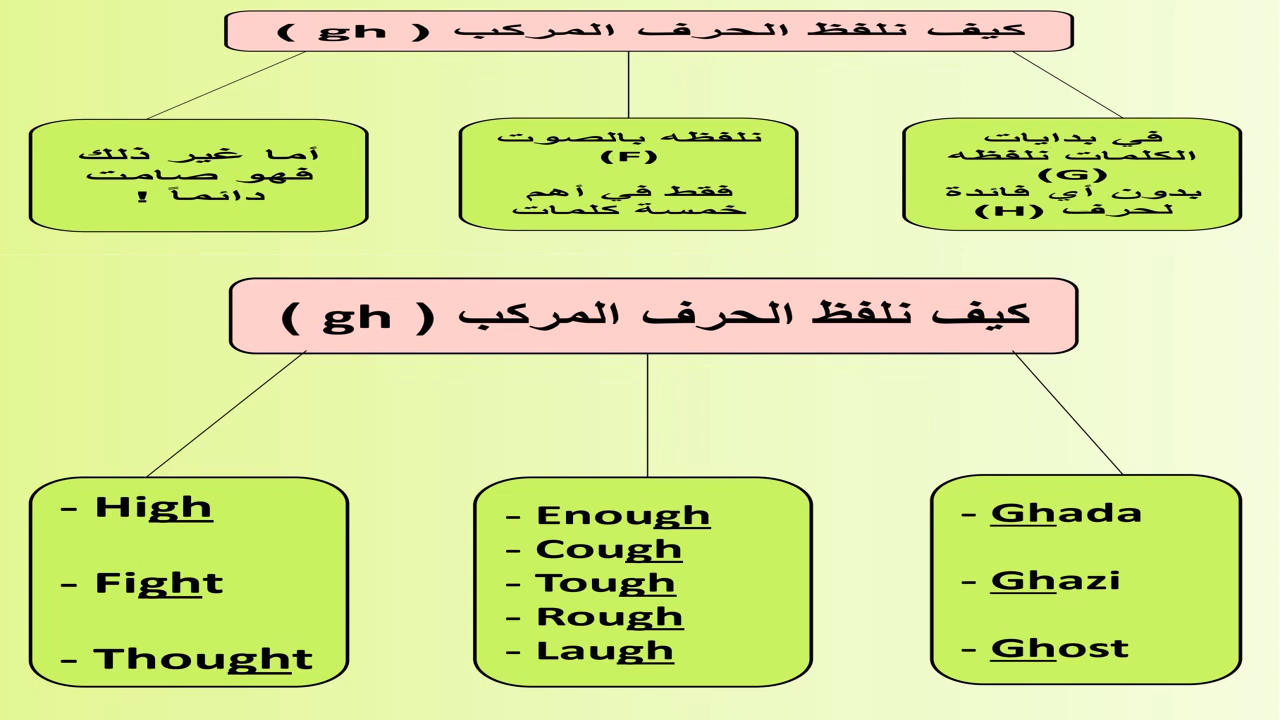 كيف نلفظ الحرف المركب ( gh )
في بدايات
الكلمات نلفظه
(G)
بدون أي فائدة
لحرف (H)
نلفظه بالصوت
(F)
فقط في أهم
خمسة كلمات
أما غير ذلك
فهو صامت
دائماً !
كيف نلفظ الحرف المركب ( gh )
- High
- Fight
- Thought
- Enough
- Cough
- Tough
- Rough
- Laugh
- Ghada
- Ghazi
- Ghost